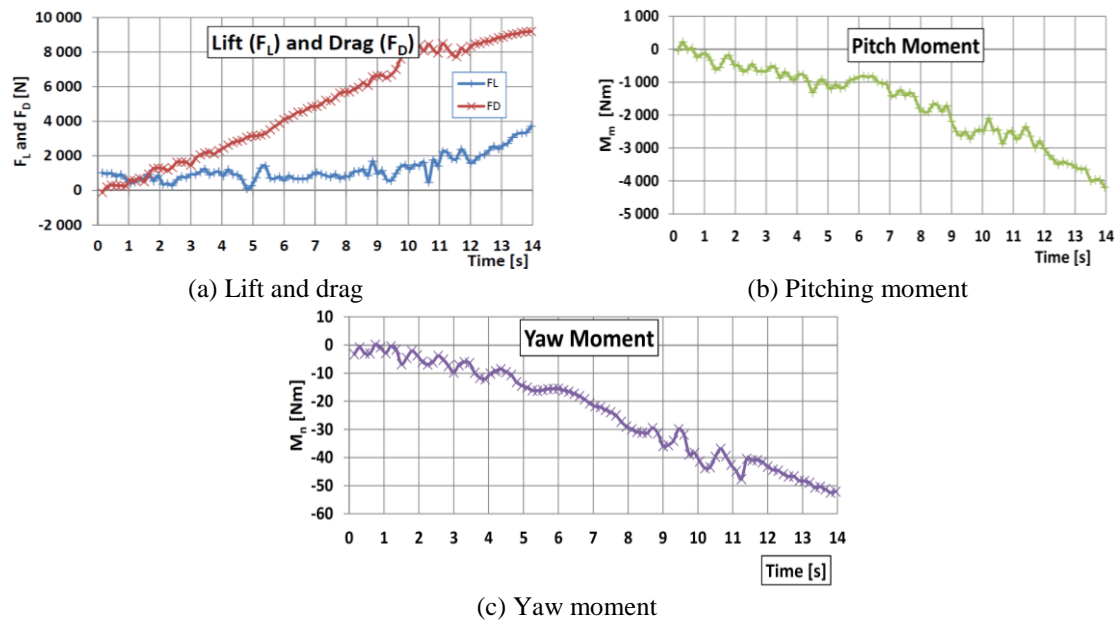 10 000
8 000
6 000
4 000
2 000
0
-2 000
F_L and F_D [N]
Lift (F_L) and Drag (F_D)
FL
FD
0 1 2 3 4 5 6 7 8 9 10 11 12 13 14
Time [s]
(a) Lift and drag
1 000
0
-1 000
-2 000
-3 000
-4 000
-5 000
M_m [Nm]
Pitch Moment
0 1 2 3 4 5 6 7 8 9 10 11 12 13 14
Time [s]
(b) Pitching moment
10
0
-10
-20
-30
-40
-50
-60
M_n [Nm]
Yaw Moment
0 1 2 3 4 5 6 7 8 9 10 11 12 13 14
Time [s]
(c) Yaw moment